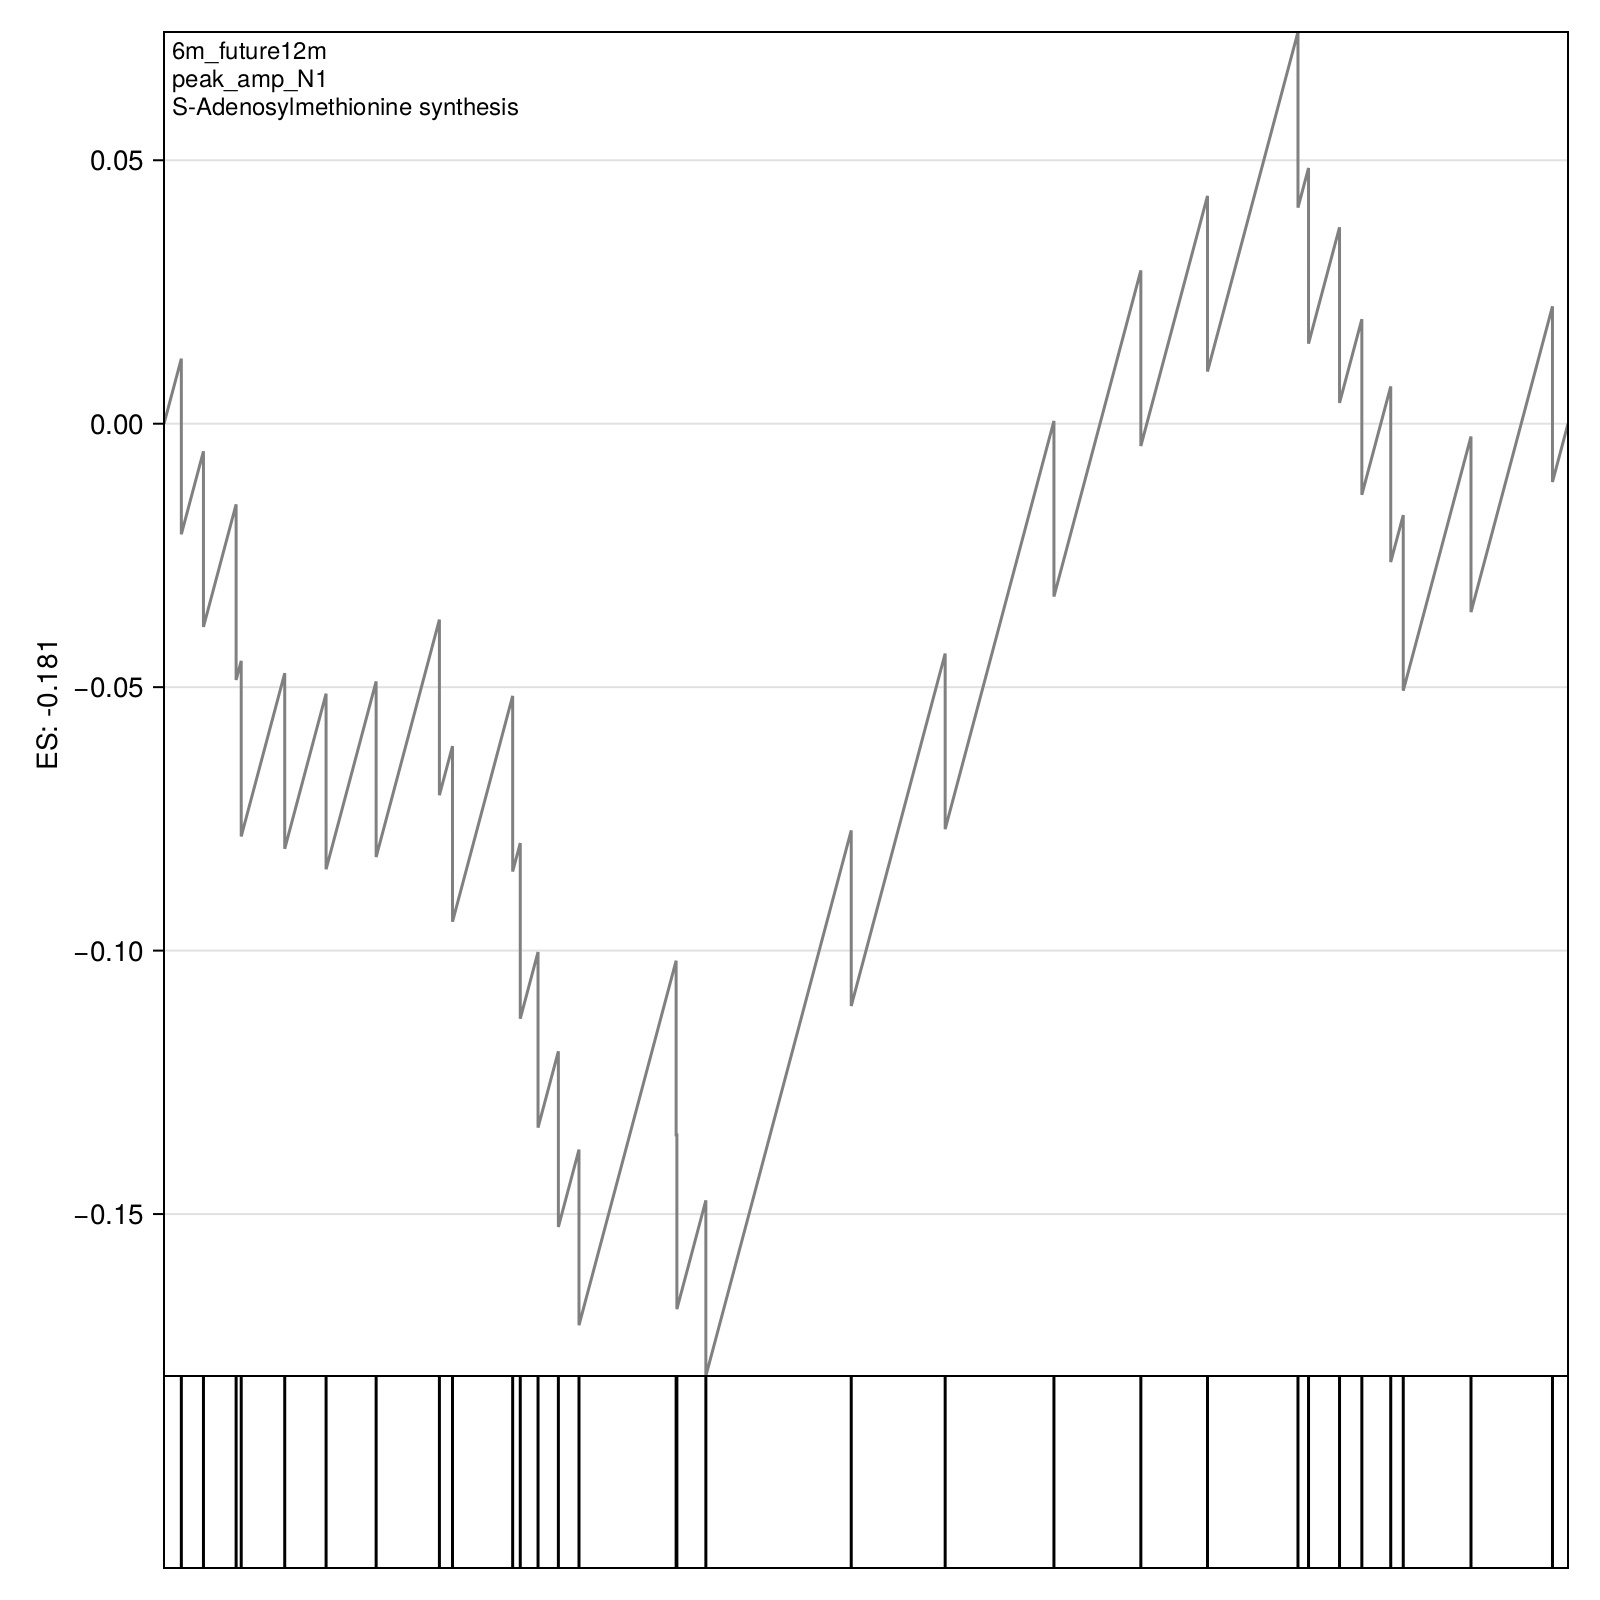 6m_future12m
peak_amp_N1
S-Adenosylmethionine synthesis
0.05
0.00
−0.05
−0.10
−0.15
ES: -0.181